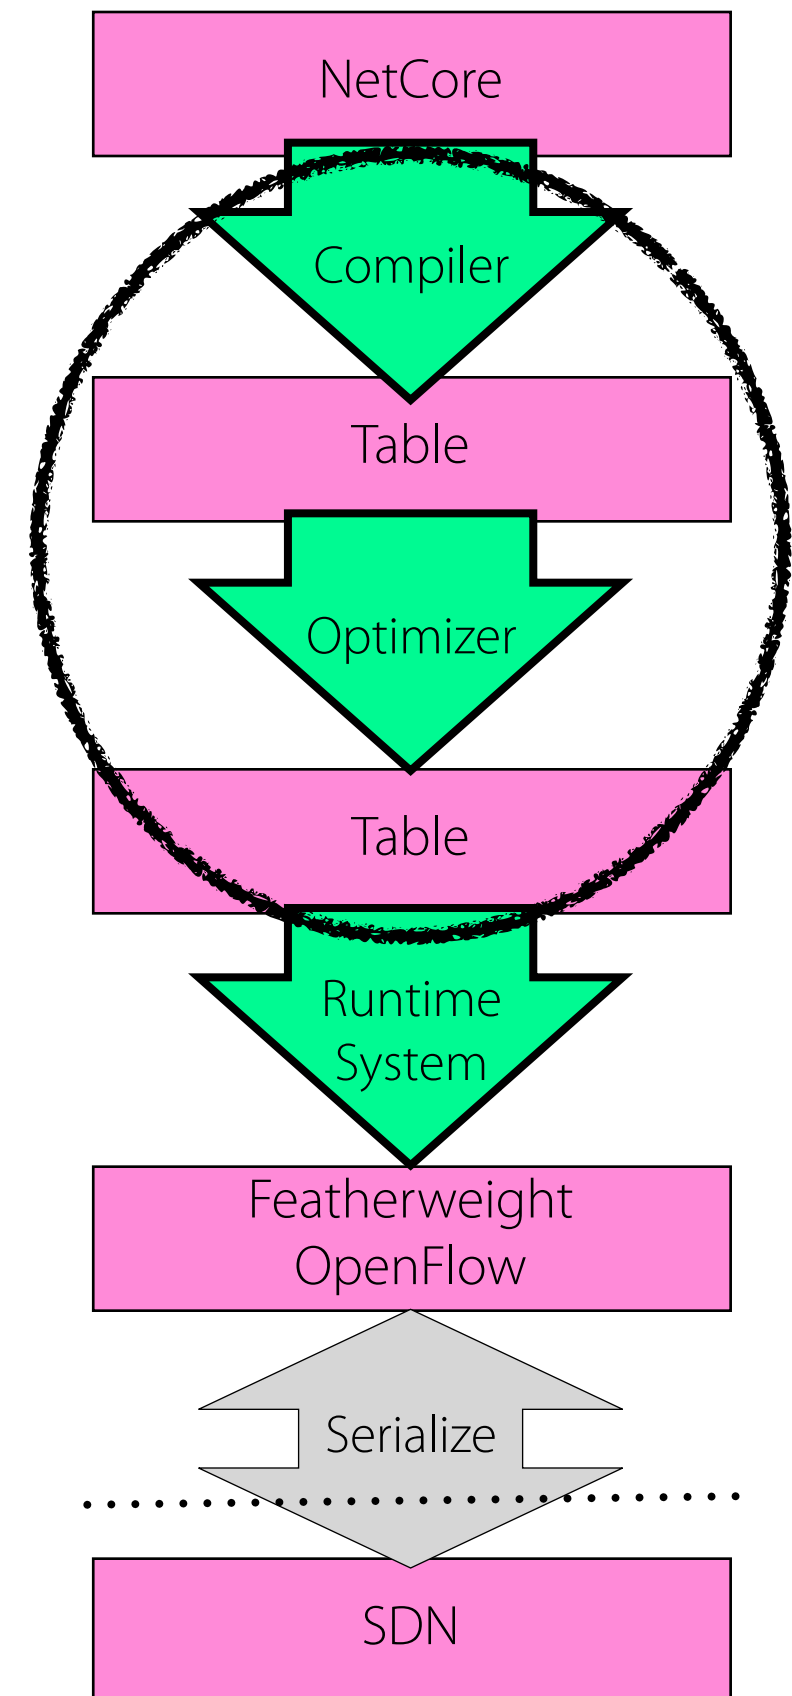 NetCore
Compiler
Table
Optimizer
Table
Runtime
System
Featherweight
OpenFlow
Serialize
SDN